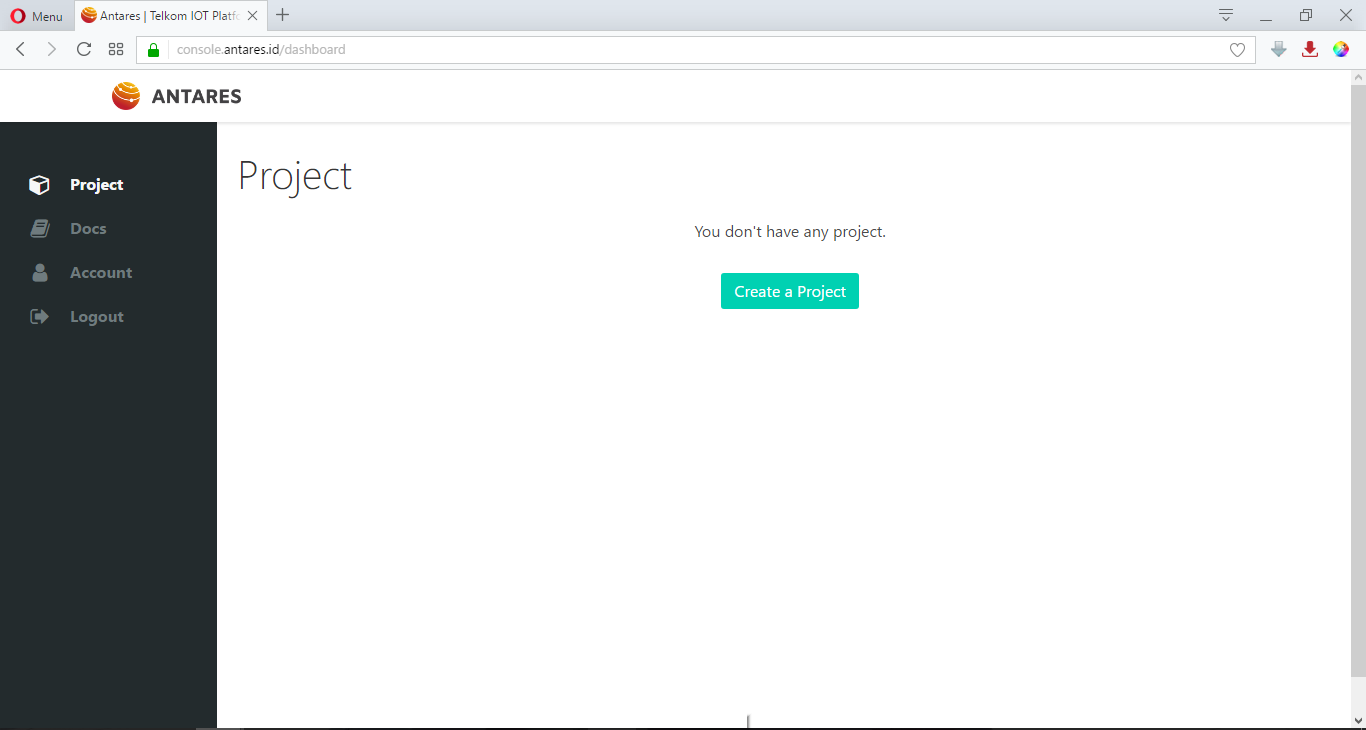 Menu
Antares | Telkom IOT Platfo
console.antares.id/dashboard
ANTARES
Project
Docs
Account
Logout
Project
You don't have any project.
Create a Project